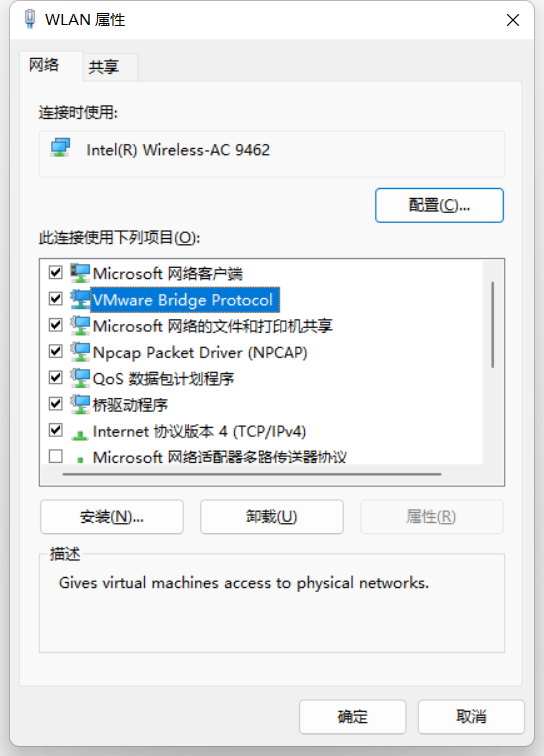 WLAN 属性
网络 共享
连接时使用:
Intel(R) Wireless-AC 9462
配置(C)...
此连接使用下列项目(O):
Microsoft 网络客户端
VMware Bridge Protocol
Microsoft 网络的文件和打印机共享
Npcap Packet Driver (NPCAP)
QoS 数据包计划程序
桥驱动程序
Internet 协议版本 4 (TCP/IPv4)
Microsoft 网络适配器多路传送器协议
安装(N)... 卸载(U) 属性(R)
描述
Gives virtual machines access to physical networks.
确定 取消